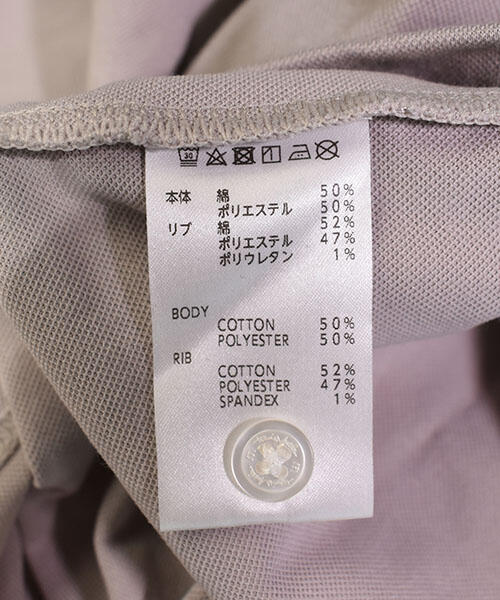 30
本体 綿 50%
ポリエステル 50%
リブ 綿 52%
ポリエステル 47%
ポリウレタン 1%
BODY
COTTON 50%
POLYESTER 50%
RIB
COTTON 52%
POLYESTER 47%
SPANDEX 1%